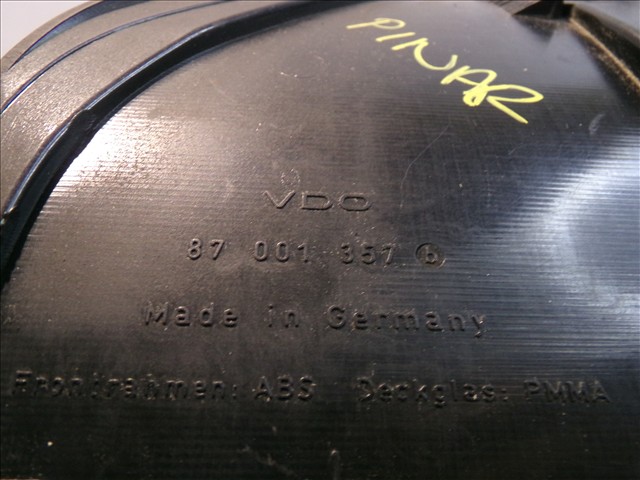 PINAR
VDO
87 001 357 b
Made in Germany
Frontrahmen: ABS Deckglas: PMMA